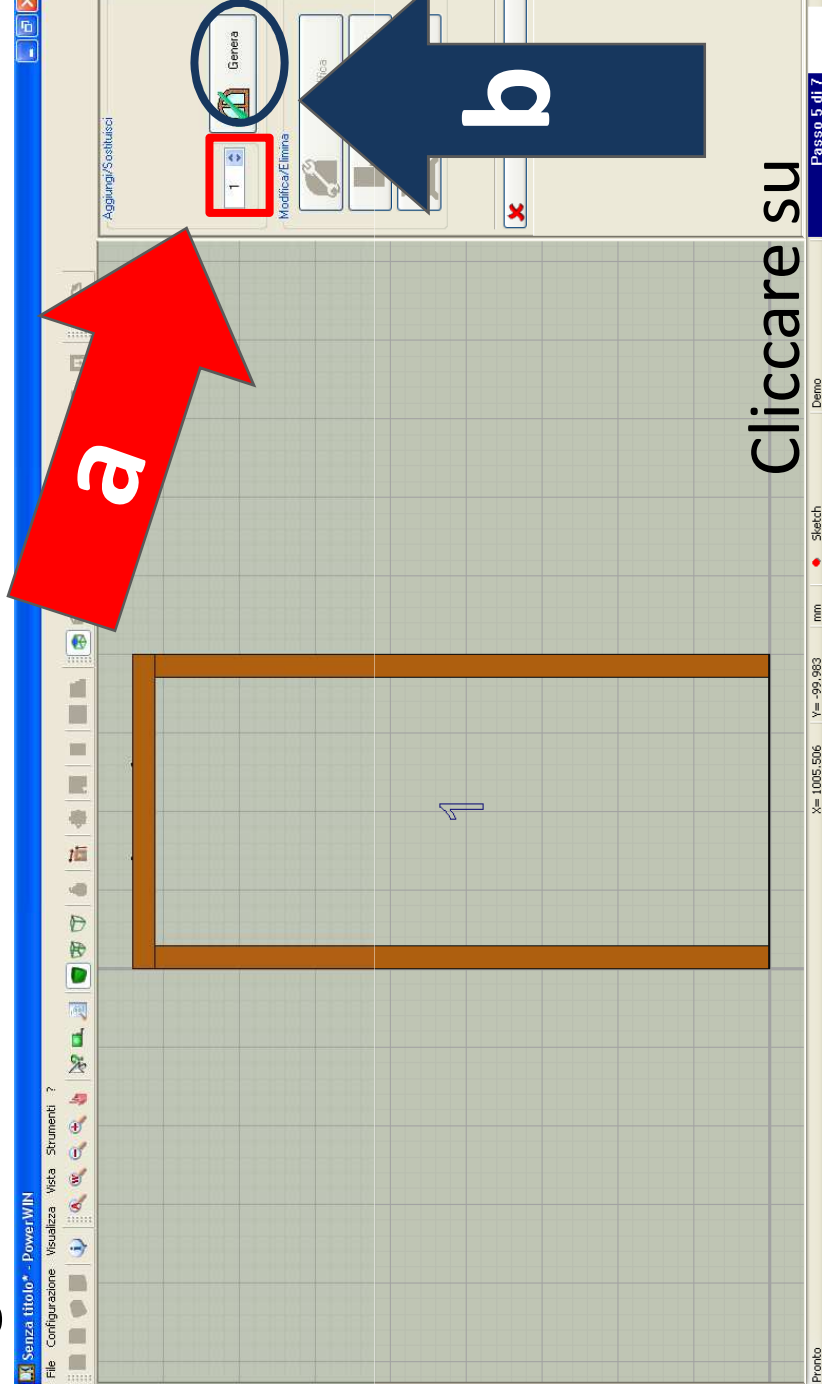 Senza titolo* - PowerWIN
File Configurazione Visualizza Vista Strumenti ?
a
Aggiungi/Sostituisci
1 Genera
Modifica/Elimina
b
1
Cliccare su
Pronto X= 1005.506 Y= -99.983 mm Sketch Demo Passo 5 di 7